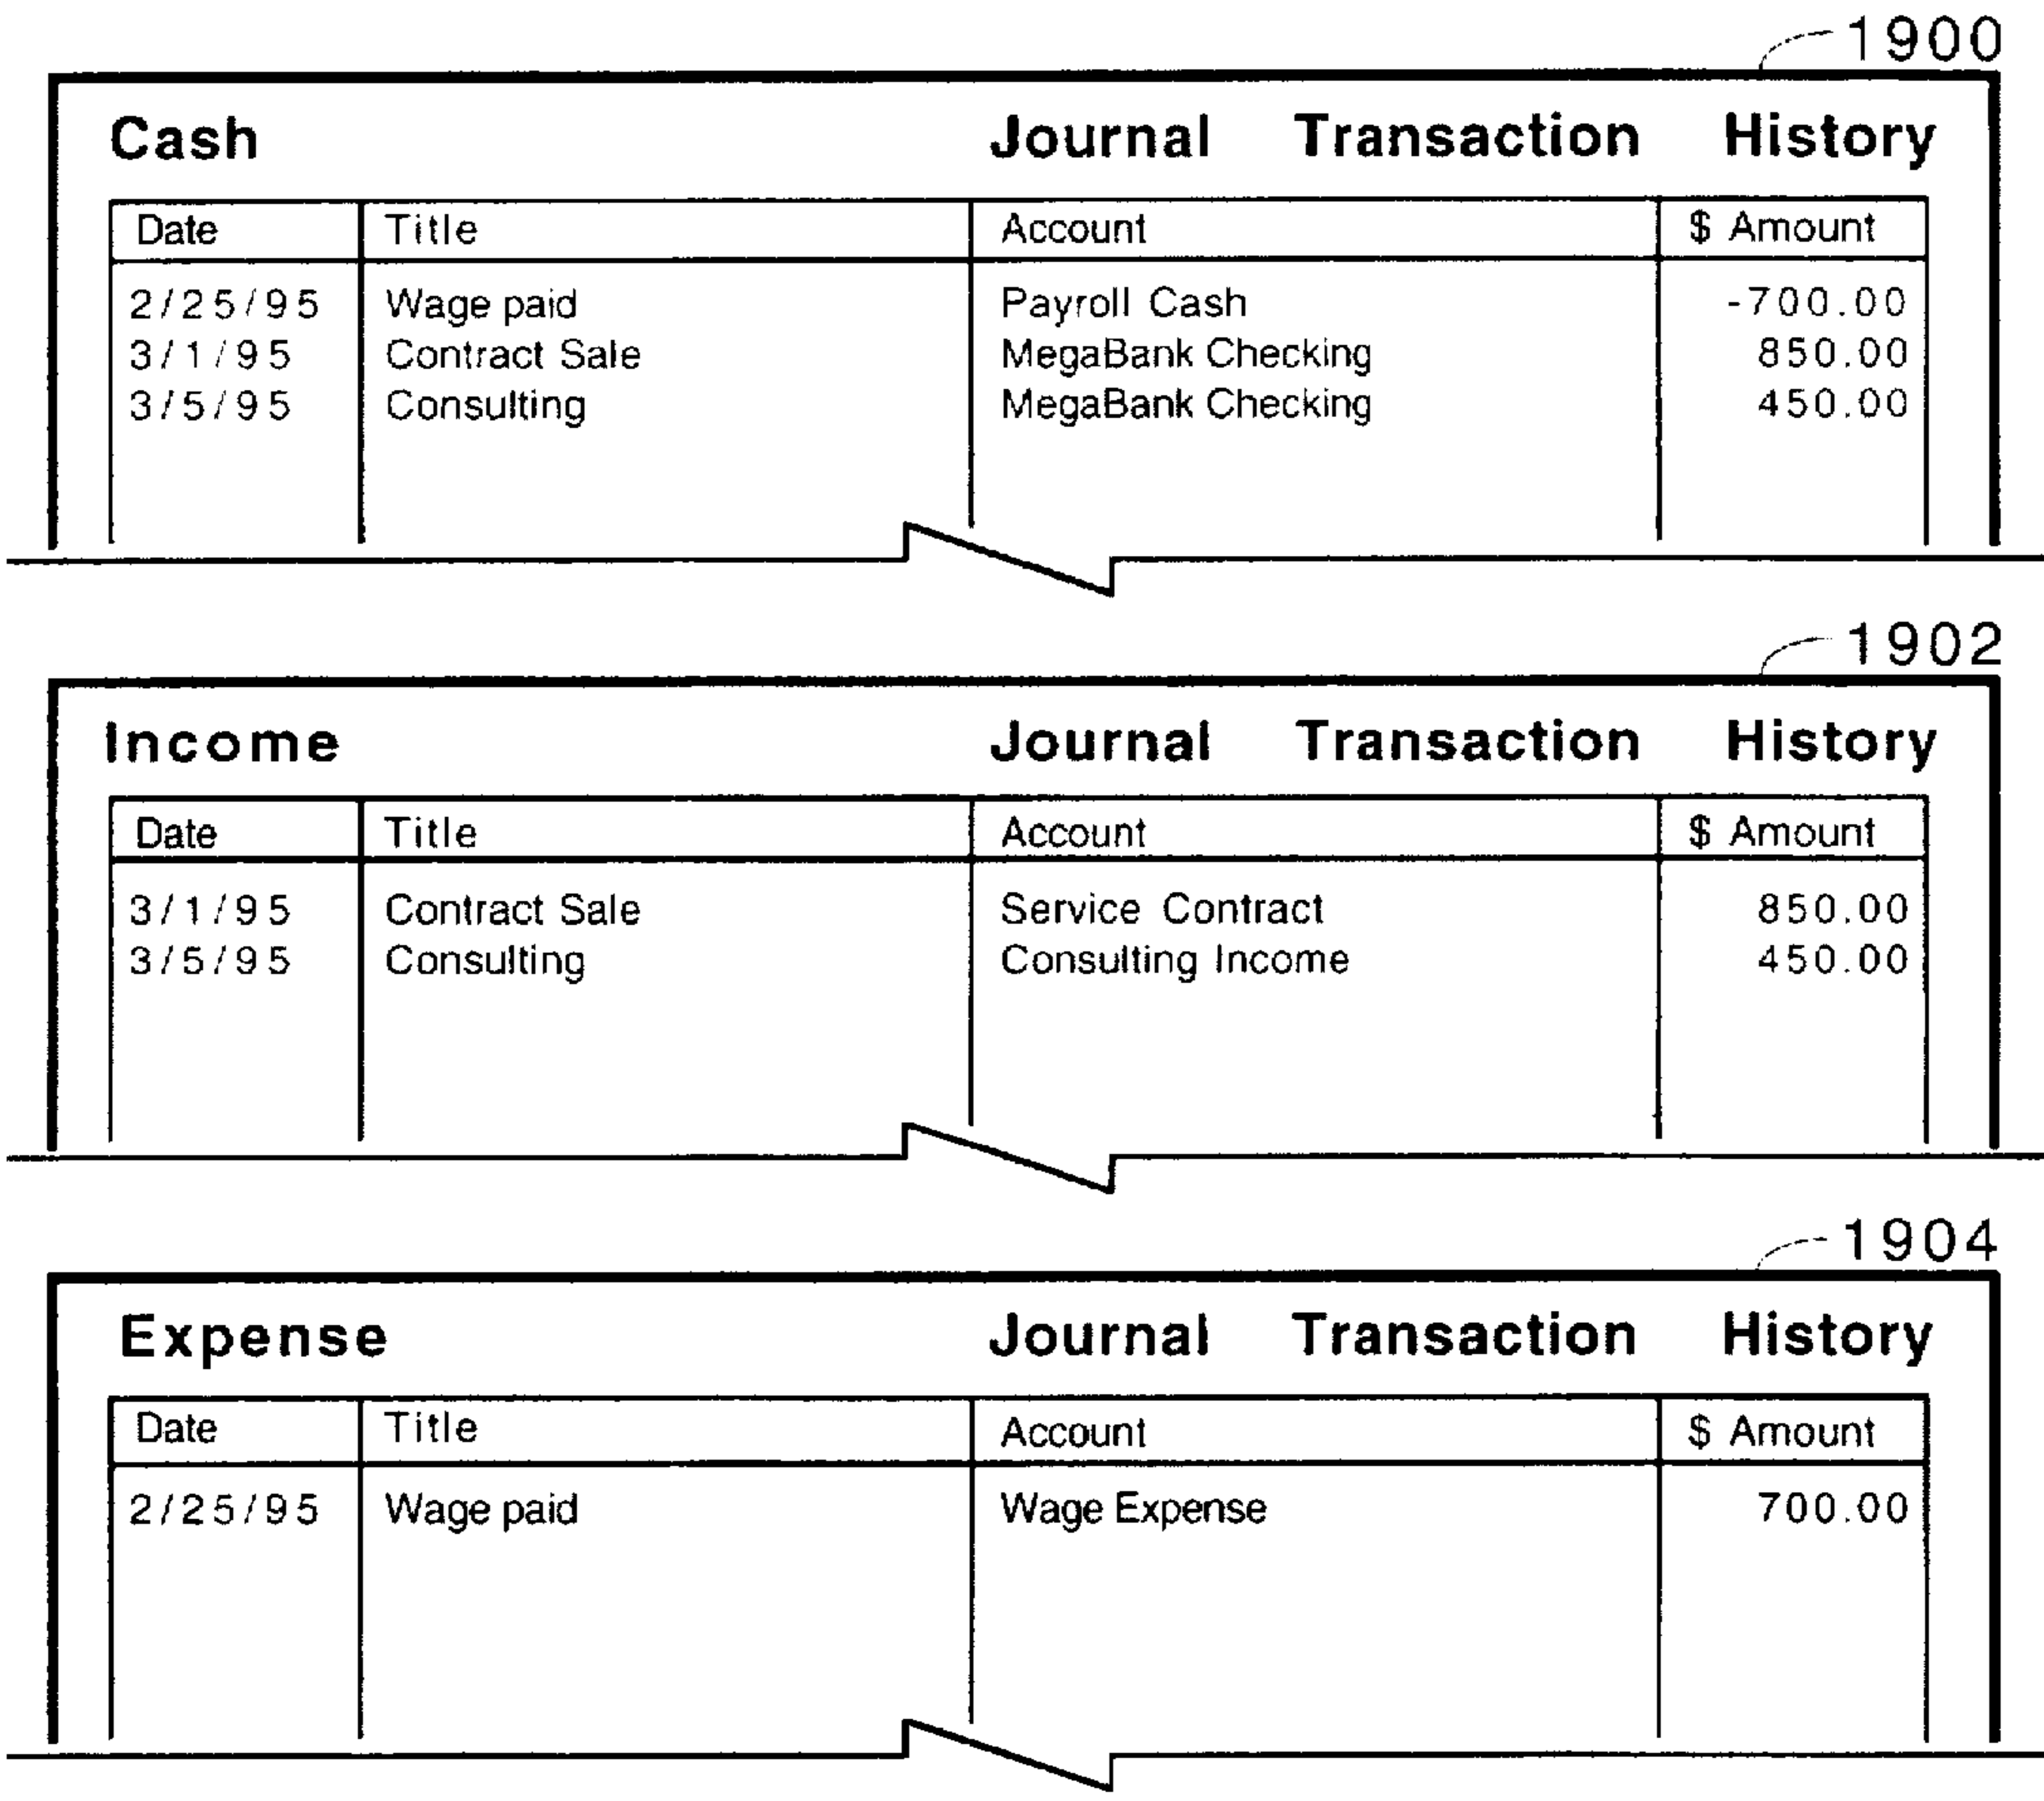 1900
Cash Journal Transaction History
Date Title Account $ Amount
2/25/95 Wage paid Payroll Cash -700.00
3/1/95 Contract Sale MegaBank Checking 850.00
3/5/95 Consulting MegaBank Checking 450.00
1902
Income Journal Transaction History
Date Title Account $ Amount
3/1/95 Contract Sale Service Contract 850.00
3/5/95 Consulting Consulting Income 450.00
1904
Expense Journal Transaction History
Date Title Account $ Amount
2/25/95 Wage paid Wage Expense 700.00